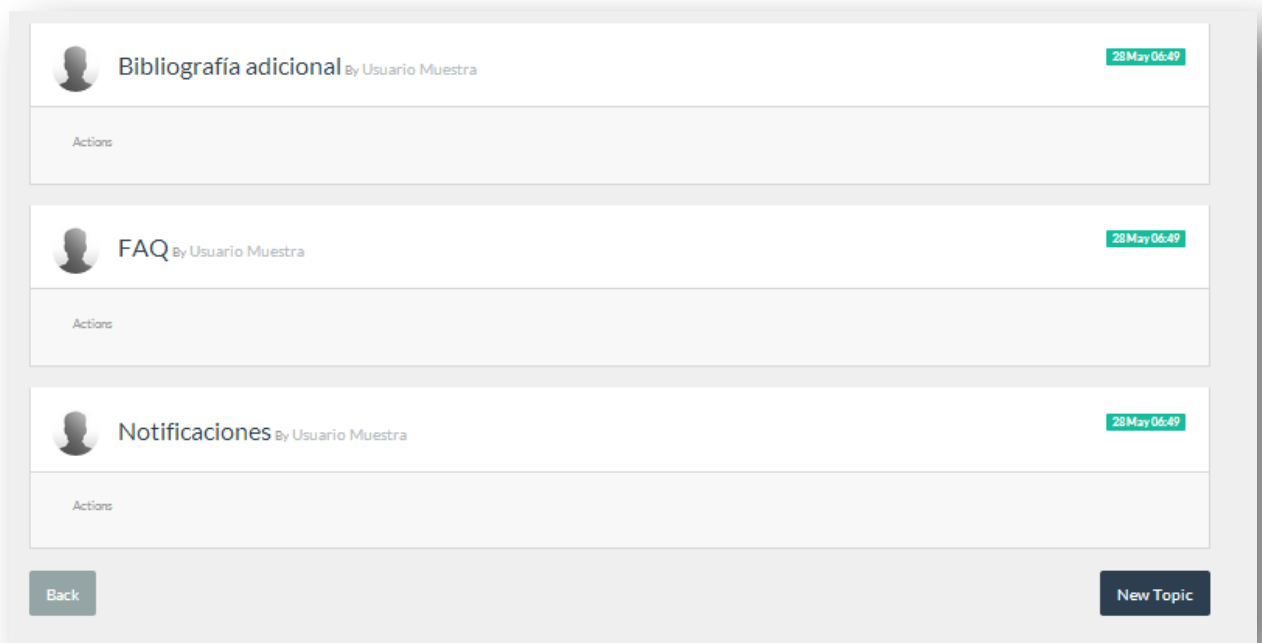 Bibliografía adicional By Usuario Muestra 28 May 06:49
Actions
FAQ By Usuario Muestra 28 May 06:49
Actions
Notificaciones By Usuario Muestra 28 May 06:49
Actions
Back New Topic